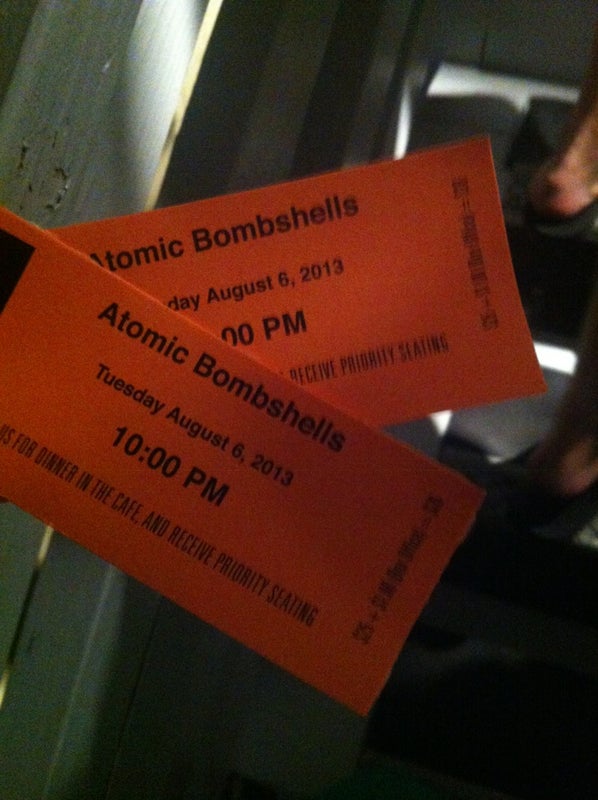 Atomic Bombshells
day August 6, 2013
00 PM
RECEIVE PRIORITY SEATING
Atomic Bombshells
Tuesday August 6, 2013
10:00 PM
US FOR DINNER IN THE CAFE, AND RECEIVE PRIORITY SEATING